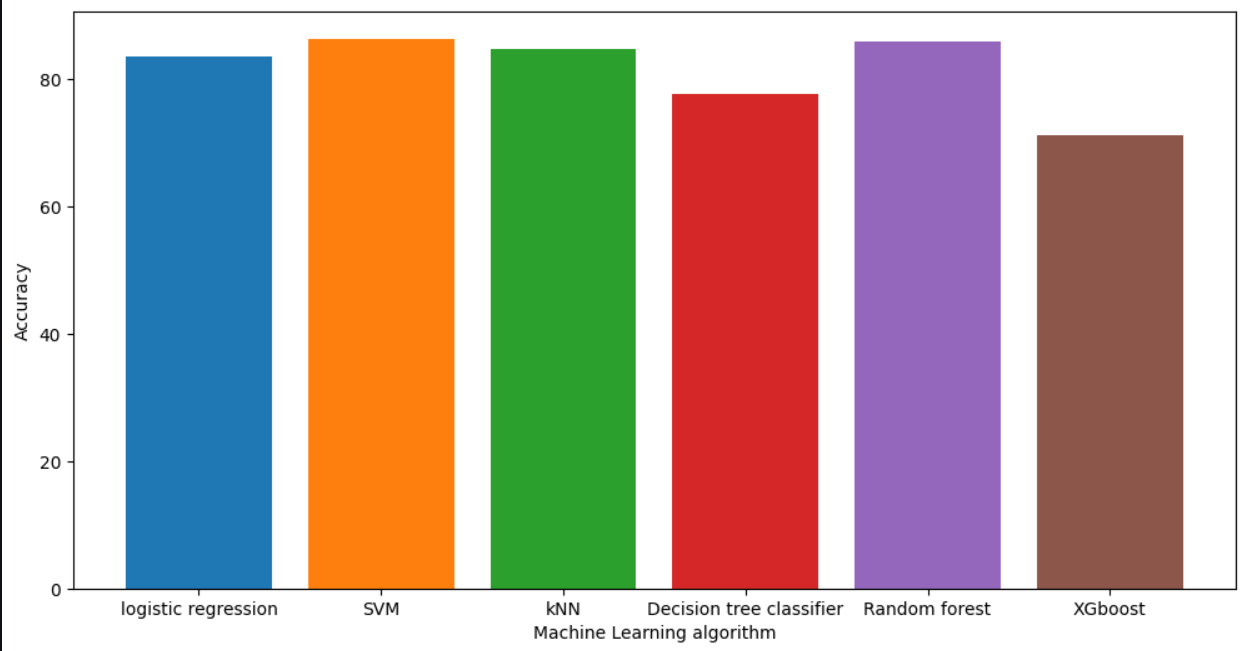 Accuracy
80
60
40
20
0
logistic regression SVM kNN Decision tree classifier Random forest XGboost
Machine Learning algorithm